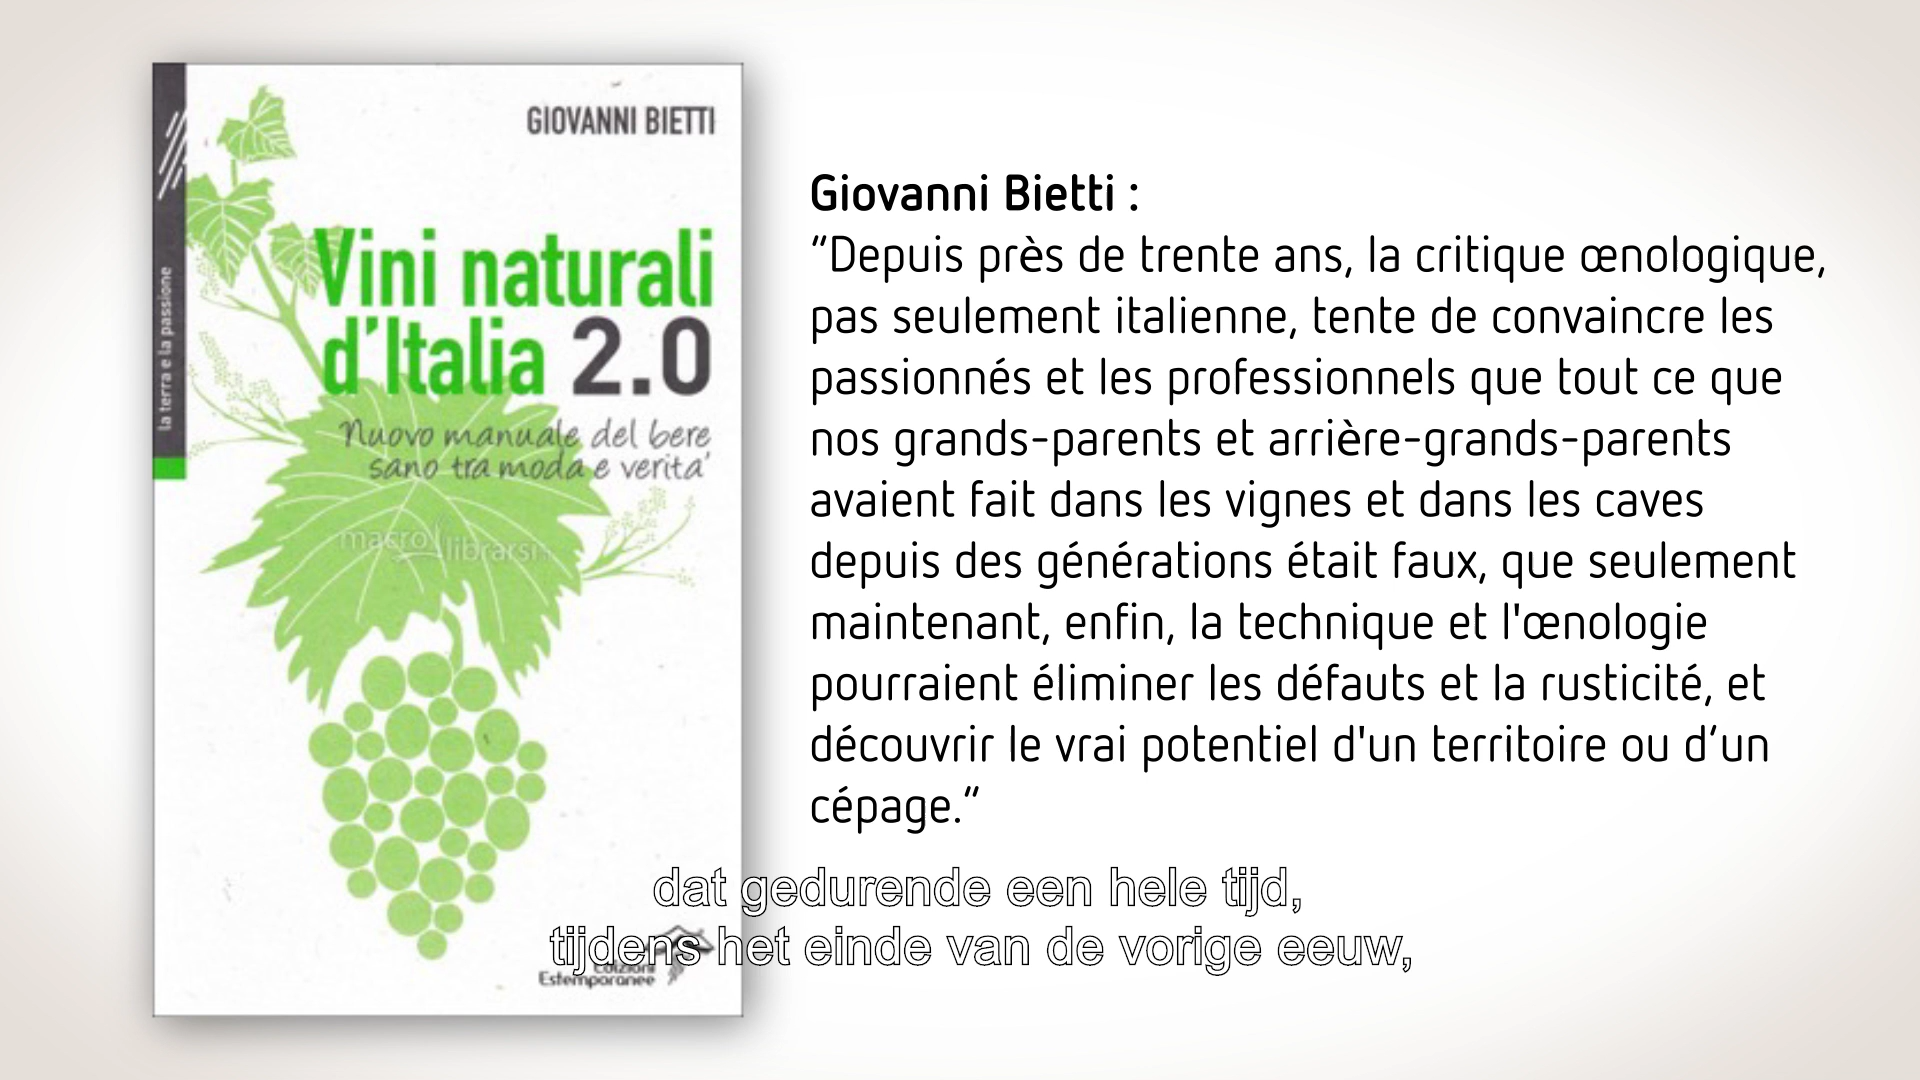 GIOVANNI BIETTI
la terra e la passione
Vini naturali
d'Italia 2.0
Nuovo manuale del bere
sano tra moda e verita'
macrolibrarsi
Edizioni
Estemporanee
Giovanni Bietti :
“Depuis près de trente ans, la critique œnologique,
pas seulement italienne, tente de convaincre les
passionnés et les professionnels que tout ce que
nos grands-parents et arrière-grands-parents
avaient fait dans les vignes et dans les caves
depuis des générations était faux, que seulement
maintenant, enfin, la technique et l'œnologie
pourraient éliminer les défauts et la rusticité, et
découvrir le vrai potentiel d'un territoire ou d’un
cépage.”
dat gedurende een hele tijd,
tijdens het einde van de vorige eeuw,